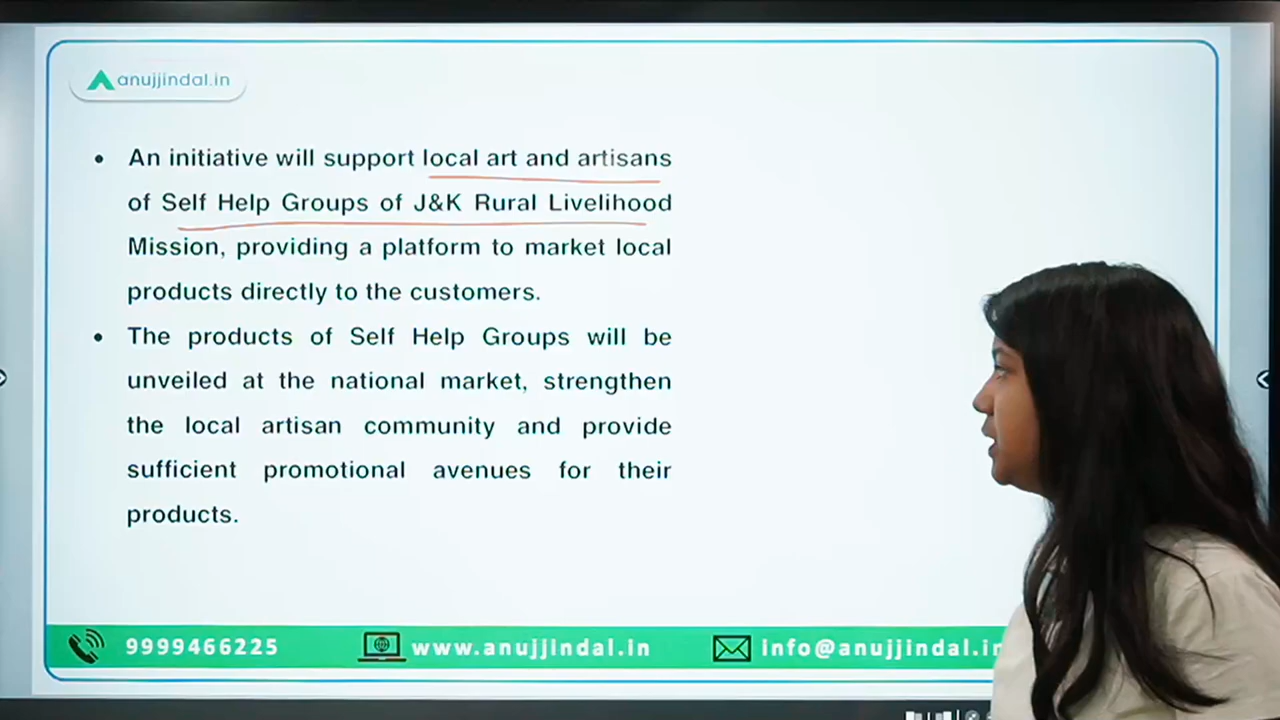 anujjindal.in
• An initiative will support local art and artisans
of Self Help Groups of J&K Rural Livelihood
Mission, providing a platform to market local
products directly to the customers.
• The products of Self Help Groups will be
unveiled at the national market, strengthen
the local artisan community and provide
sufficient promotional avenues for their
products.
9999466225 www.anujjindal.in info@anujjindal.in